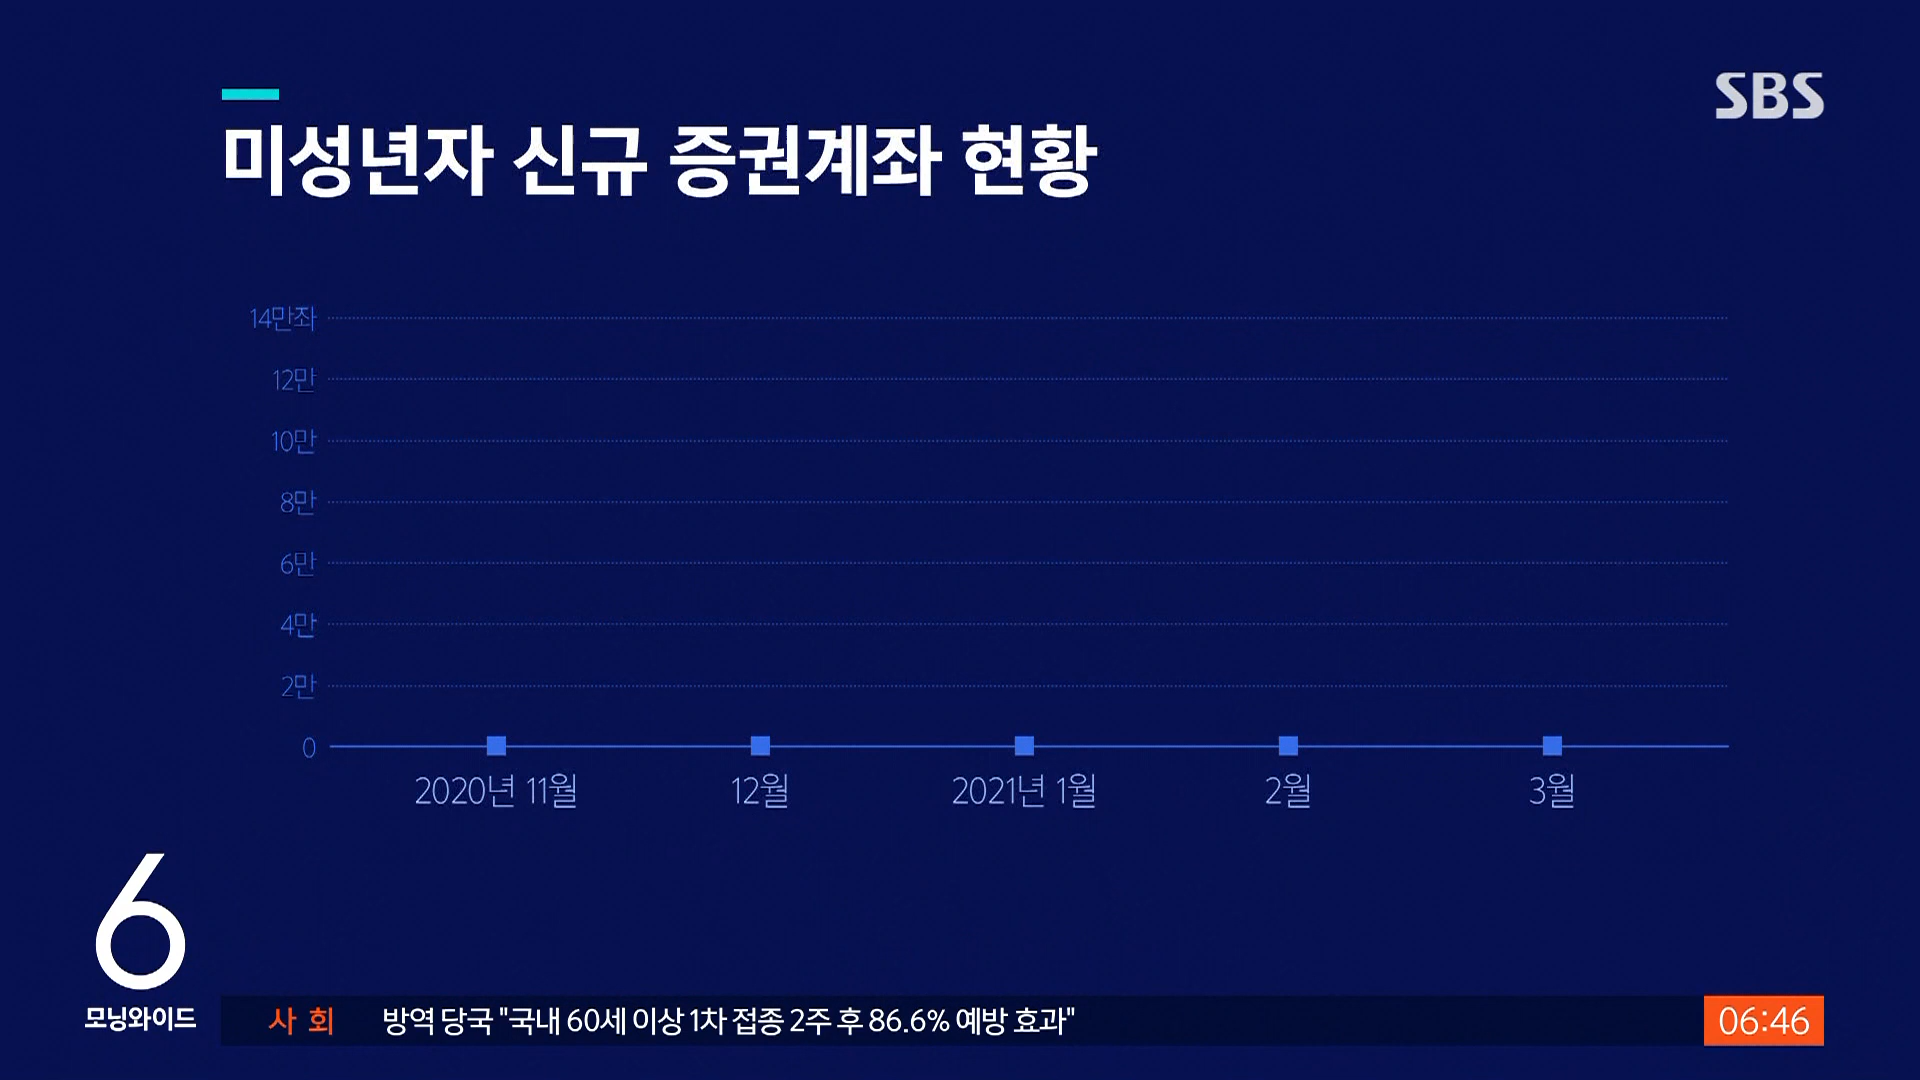 SBS
미성년자 신규 증권계좌 현황
14만좌
12만
10만
8만
6만
4만
2만
0
2020년 11월 12월 2021년 1월 2월 3월
6
모닝와이드
사 회 방역 당국 "국내 60세 이상 1차 접종 2주 후 86.6% 예방 효과" 06:46